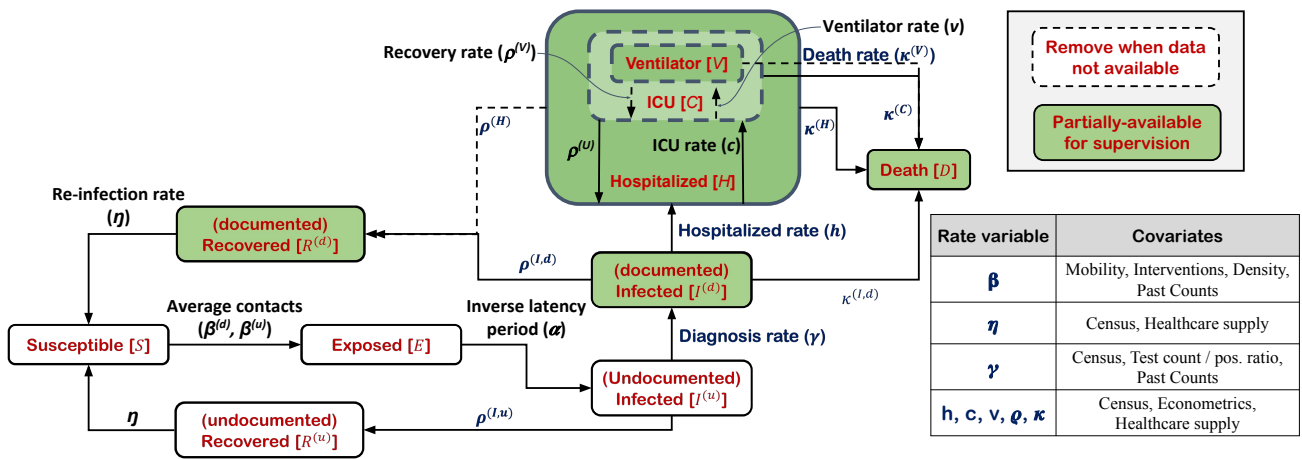 Ventilator rate (v)
Recovery rate (ρ⁽ⱽ⁾)
Ventilator [V]
Death rate (κ⁽ⱽ⁾)
ICU [C]
ρ⁽ᴴ⁾
κ⁽ᴴ⁾
κ⁽ᶜ⁾
ρ⁽ᵁ⁾
ICU rate (c)
Hospitalized [H]
Death [D]
Remove when data
not available
Partially-available
for supervision
Re-infection rate
(η)
(documented)
Recovered [R⁽ᵈ⁾]
Hospitalized rate (h)
ρ⁽ᴵ,ᵈ⁾
(documented)
Infected [I⁽ᵈ⁾]
κ⁽ᴵ,ᵈ⁾
Average contacts
(β⁽ᵈ⁾, β⁽ᵘ⁾)
Inverse latency
period (α)
Susceptible [S]
Exposed [E]
Diagnosis rate (γ)
(Undocumented)
Infected [I⁽ᵘ⁾]
η
(undocumented)
Recovered [R⁽ᵘ⁾]
ρ⁽ᴵ,ᵘ⁾
Rate variable Covariates
β Mobility, Interventions, Density,
Past Counts
η Census, Healthcare supply
γ Census, Test count / pos. ratio,
Past Counts
h, c, v, ϱ, κ Census, Econometrics,
Healthcare supply